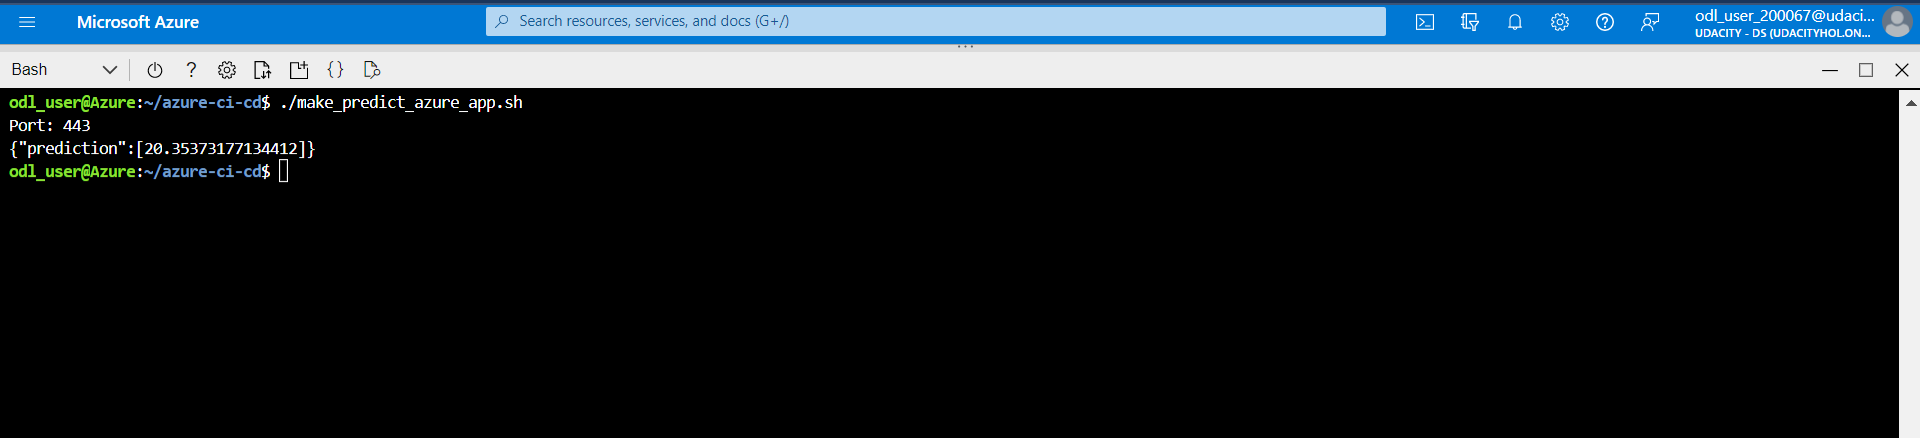 Microsoft Azure
Search resources, services, and docs (G+/)
odl_user_200067@udaci...
UDACITY - DS (UDACITYHOL.ON...
Bash
odl_user@Azure:~/azure-ci-cd$ ./make_predict_azure_app.sh
Port: 443
{"prediction":[20.35373177134412]}
odl_user@Azure:~/azure-ci-cd$